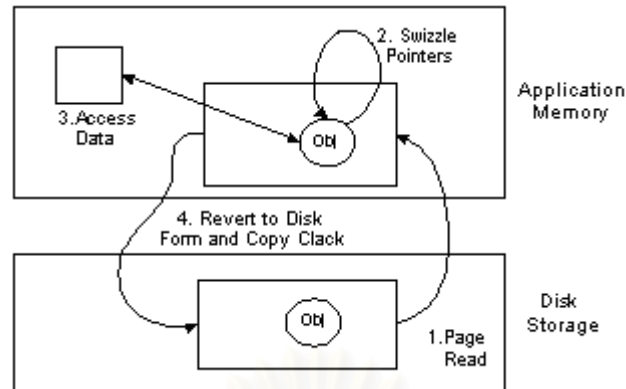 2. Swizzle
Pointers
Application
Memory
3.Access
Data
Obj
4. Revert to Disk
Form and Copy Clack
Obj
Disk
Storage
1.Page
Read